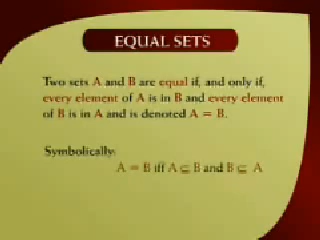 EQUAL SETS
Two sets A and B are equal if, and only if,
every element of A is in B and every element
of B is in A and is denoted A = B.
Symbolically:
A = B iff A ⊆ B and B ⊆ A